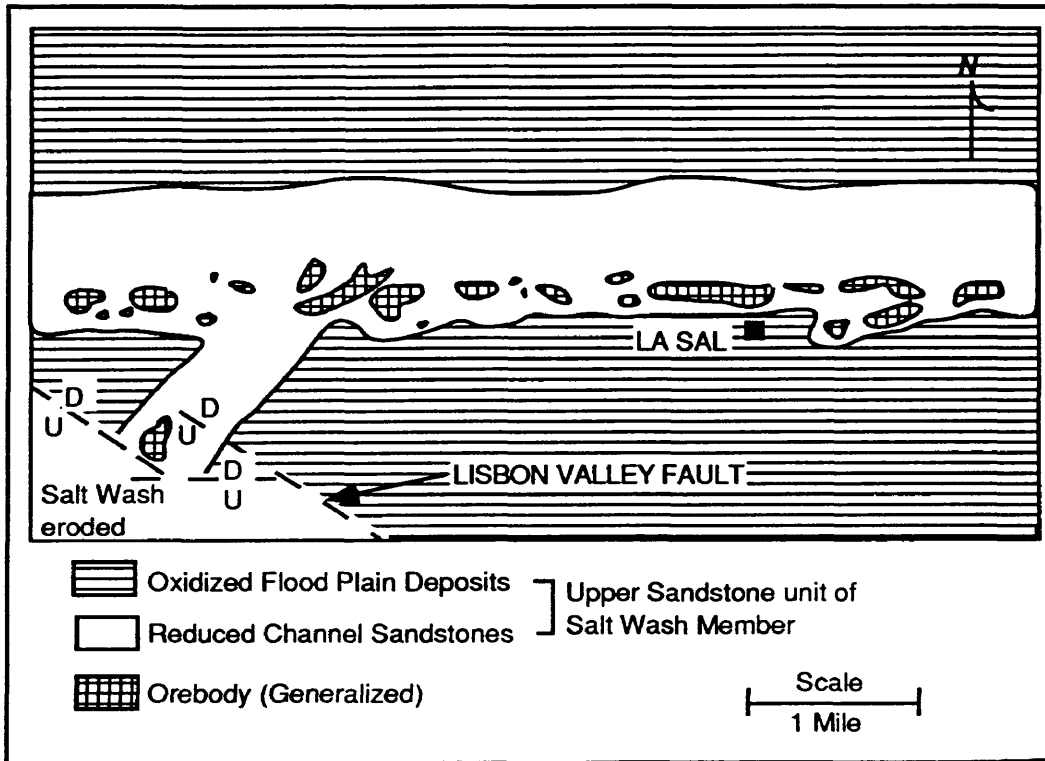 N
LA SAL
D
U
D
U
D
U
LISBON VALLEY FAULT
Salt Wash
eroded
Oxidized Flood Plain Deposits
Reduced Channel Sandstones
Upper Sandstone unit of
Salt Wash Member
Orebody (Generalized)
Scale
1 Mile